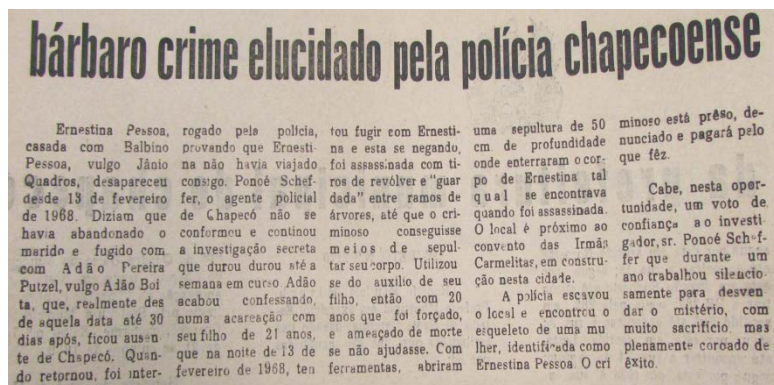 bárbaro crime elucidado pela polícia chapecoense
Ernestina Pessoa,
casada com Balbino
Pessoa, vulgo Jânio
Quadros, desapareceu
desde 13 de fevereiro
de 1968. Diziam que
havia abandonado o
marido e fugido com
com Adão Pereira
Putzel, vulgo Adão Boi
ta, que, realmente des
de aquela data até 30
dias após, ficou ausen
te de Chapecó. Quan-
do retornou, foi inter-
rogado pela polícia,
provando que Ernesti-
na não havia viajado
consigo. Ponoé Schef-
fer, o agente policial
de Chapecó não se
conformou e continou
a investigação secreta
que durou durou até a
semana em curso Adão
acabou confessando,
numa acareação com
seu filho de 21 anos,
que na noite de 13 de
fevereiro de 1968, ten
tou fugir com Ernesti-
na e esta se negando,
foi assassinada com ti-
ros de revólver e "guar
dada" entre ramos de
árvores, até que o cri-
minoso conseguisse
meios de sepul-
tar seu corpo. Utilizou
se do auxilio de seu
filho, então com 20
anos que foi forçado,
e ameaçado de morte
se não ajudasse. Com
ferramentas, abriram
uma sepultura de 50
cm. de profundidade
onde enterraram o cor-
po de Ernestina tal
qual se encontrava
quando foi assassinada.
O local é próximo ao
convento das Irmãs
Carmelitas, em constru-
ção nesta cidade.
A polícia escavou
o local e encontrou o
esqueleto de uma mu
lher, identificada como
Ernestina Pessoa. O cri
minoso está prêso, de-
nunciado e pagará pelo
que fêz.
Cabe, nesta opor-
tunidade, um voto de
confiança ao investi-
gador, sr. Ponoé Schef-
fer que durante um
ano trabalhou silencio-
samente para desven-
dar o mistério, com
muito sacrifício mas
plenamente coroado de
êxito.